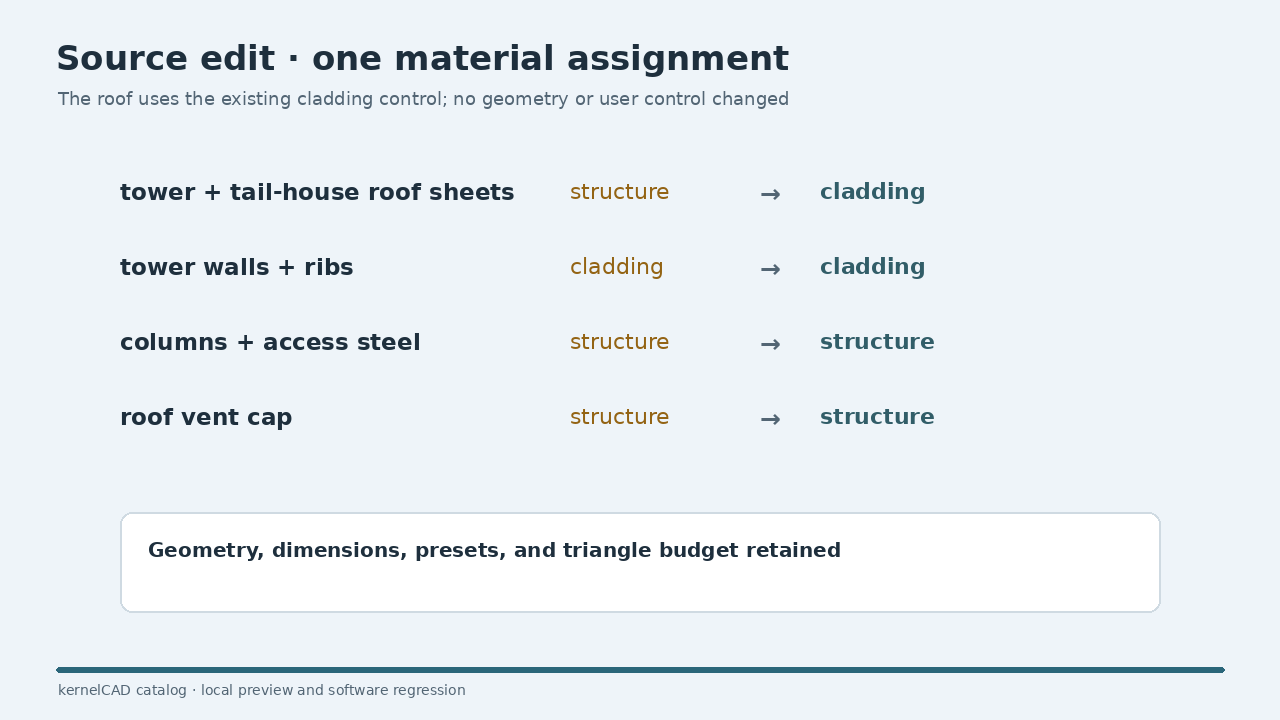 Source edit · one material assignment
The roof uses the existing cladding control; no geometry or user control changed
tower + tail-house roof sheets structure → cladding
tower walls + ribs cladding → cladding
columns + access steel structure → structure
roof vent cap structure → structure
Geometry, dimensions, presets, and triangle budget retained
kernelCAD catalog · local preview and software regression